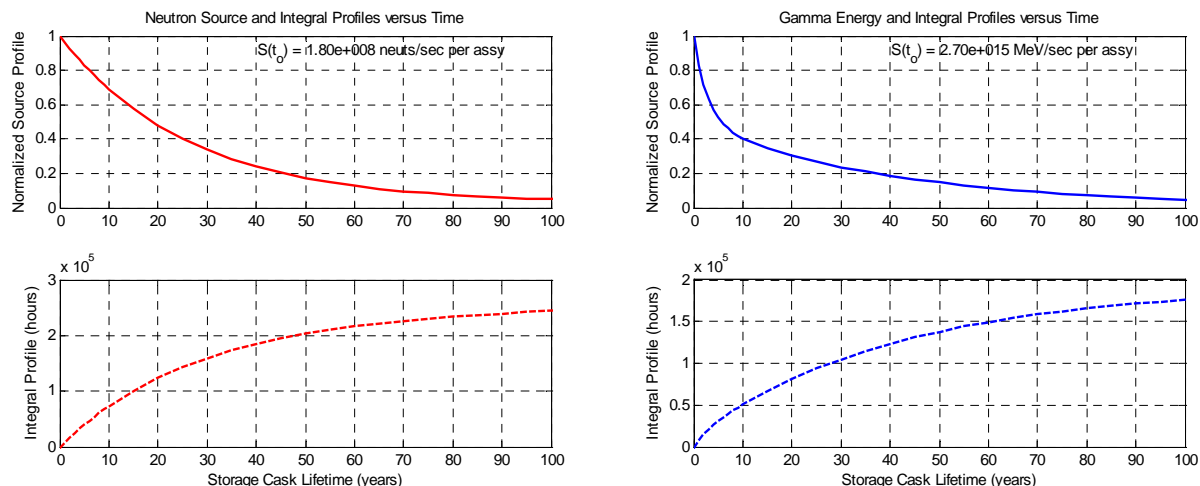 Neutron Source and Integral Profiles versus Time
Normalized Source Profile
S(t_o) = 1.80e+008 neuts/sec per assy
1
0.8
0.6
0.4
0.2
0
0 10 20 30 40 50 60 70 80 90 100
Integral Profile (hours)
x 10^5
3
2
1
0
0 10 20 30 40 50 60 70 80 90 100
Storage Cask Lifetime (years)
Gamma Energy and Integral Profiles versus Time
Normalized Source Profile
S(t_o) = 2.70e+015 MeV/sec per assy
1
0.8
0.6
0.4
0.2
0
0 10 20 30 40 50 60 70 80 90 100
Integral Profile (hours)
x 10^5
2
1.5
1
0.5
0
0 10 20 30 40 50 60 70 80 90 100
Storage Cask Lifetime (years)